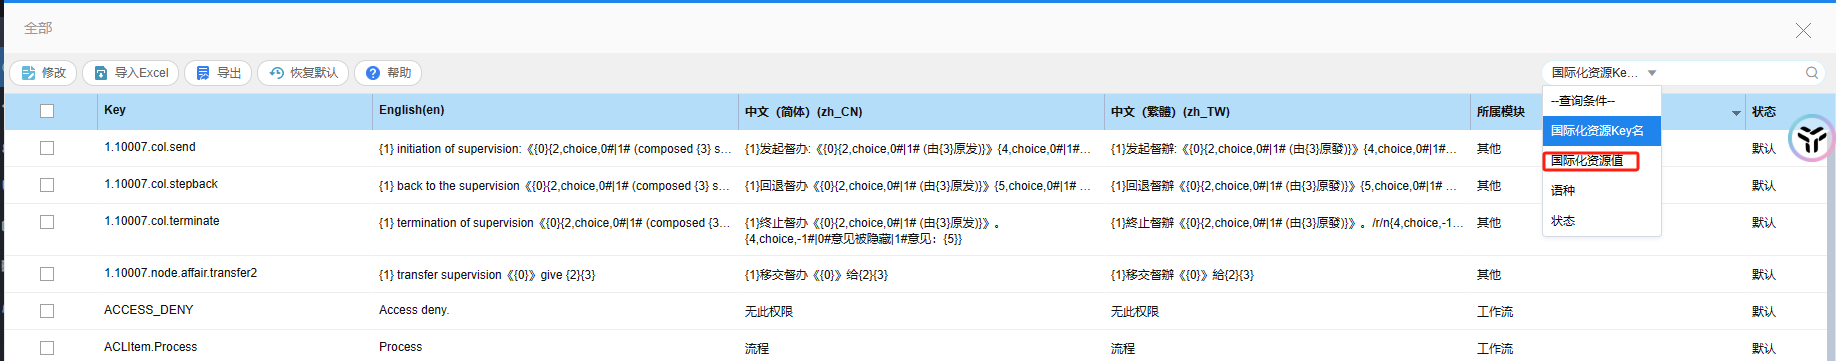 全部
修改 导入Excel 导出 恢复默认 帮助 国际化资源Ke...
--查询条件--
国际化资源Key名
国际化资源值
语种
状态
Key English(en) 中文（简体）(zh_CN) 中文（繁體）(zh_TW) 所属模块 状态
1.10007.col.send {1} initiation of supervision:《{0}{2,choice,0#|1# (composed {3} s... {1}发起督办:《{0}{2,choice,0#|1# (由{3}原发)}》{4,choice,0#|1#... {1}发起督辦:《{0}{2,choice,0#|1# (由{3}原發)}》{4,choice,0#|1#... 其他 默认
1.10007.col.stepback {1} back to the supervision《{0}{2,choice,0#|1# (composed {3} s... {1}回退督办《{0}{2,choice,0#|1# (由{3}原发)}》{5,choice,0#|1# ... {1}回退督辦《{0}{2,choice,0#|1# (由{3}原發)}》{5,choice,0#|1# ... 其他 默认
1.10007.col.terminate {1} termination of supervision《{0}{2,choice,0#|1# (composed {3... {1}终止督办《{0}{2,choice,0#|1# (由{3}原发)}》。 {1}終止督辦《{0}{2,choice,0#|1# (由{3}原發)}》。/r/n{4,choice,-1... 其他 默认
{4,choice,-1#|0#意见被隐藏|1#意见：{5}}
1.10007.node.affair.transfer2 {1} transfer supervision《{0}》give {2}{3} {1}移交督办《{0}》给{2}{3} {1}移交督辦《{0}》給{2}{3} 其他 默认
ACCESS_DENY Access deny. 无此权限 無此权限 工作流 默认
ACLItem.Process Process 流程 流程 工作流 默认